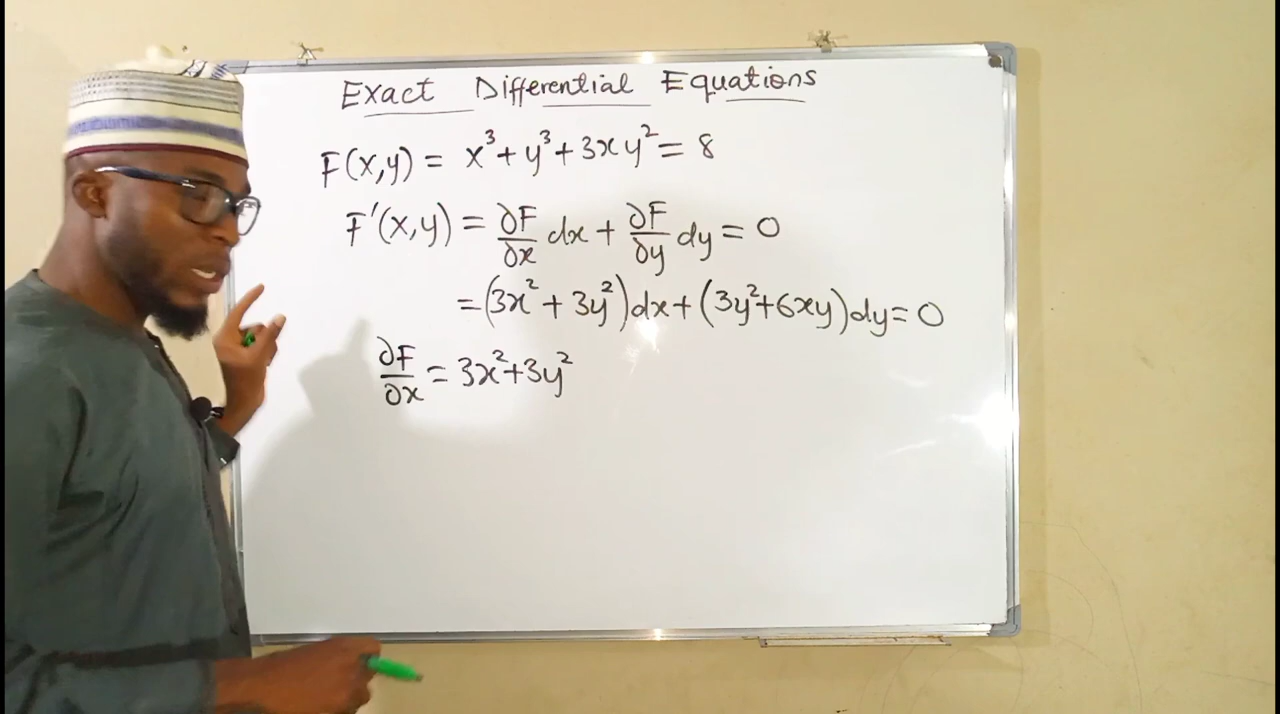 Exact Differential Equations
F(x,y) = x³ + y³ + 3xy² = 8
F'(x,y) = ∂F/∂x dx + ∂F/∂y dy = 0
= (3x² + 3y²)dx + (3y² + 6xy)dy = 0
∂F/∂x = 3x² + 3y²